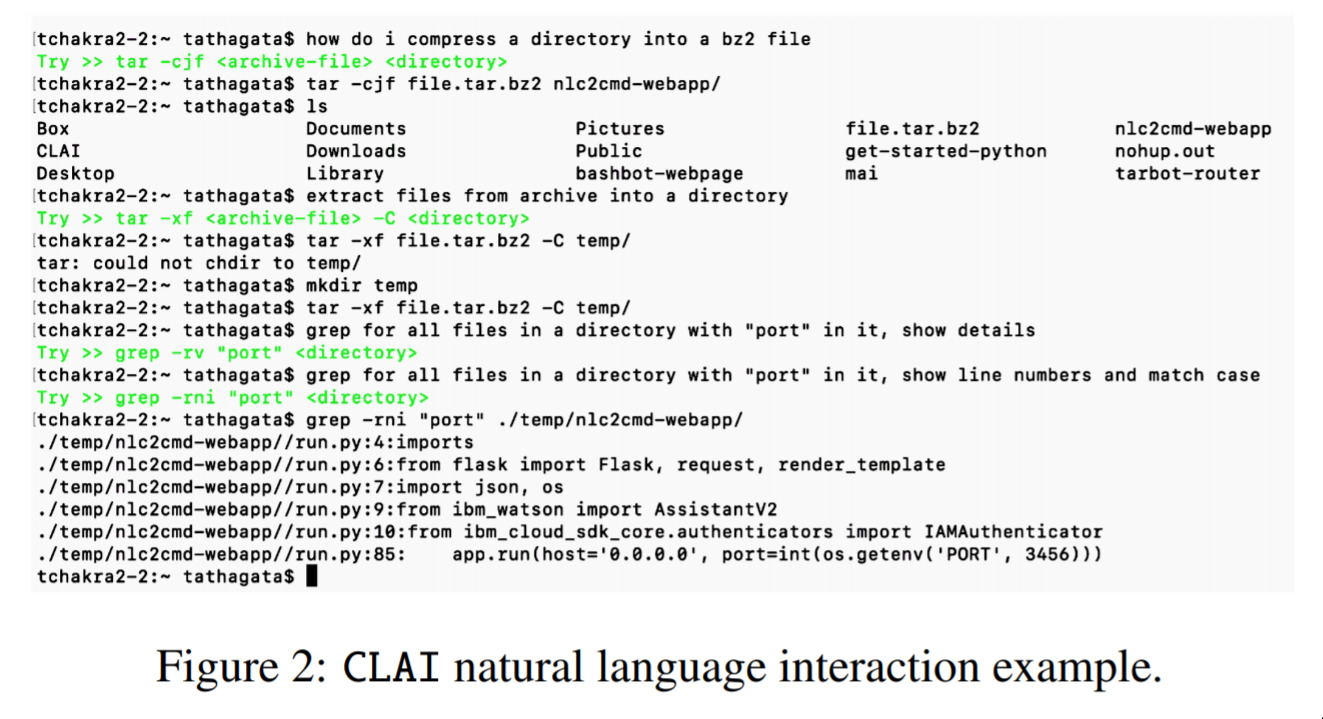 [tchakra2-2:~ tathagata$ how do i compress a directory into a bz2 file
Try >> tar -cjf <archive-file> <directory>
[tchakra2-2:~ tathagata$ tar -cjf file.tar.bz2 nlc2cmd-webapp/
[tchakra2-2:~ tathagata$ ls
Box Documents Pictures file.tar.bz2 nlc2cmd-webapp
CLAI Downloads Public get-started-python nohup.out
Desktop Library bashbot-webpage mai tarbot-router
[tchakra2-2:~ tathagata$ extract files from archive into a directory
Try >> tar -xf <archive-file> -C <directory>
[tchakra2-2:~ tathagata$ tar -xf file.tar.bz2 -C temp/
tar: could not chdir to temp/
[tchakra2-2:~ tathagata$ mkdir temp
[tchakra2-2:~ tathagata$ tar -xf file.tar.bz2 -C temp/
[tchakra2-2:~ tathagata$ grep for all files in a directory with "port" in it, show details
Try >> grep -rv "port" <directory>
[tchakra2-2:~ tathagata$ grep for all files in a directory with "port" in it, show line numbers and match case
Try >> grep -rni "port" <directory>
[tchakra2-2:~ tathagata$ grep -rni "port" ./temp/nlc2cmd-webapp/
./temp/nlc2cmd-webapp//run.py:4:imports
./temp/nlc2cmd-webapp//run.py:6:from flask import Flask, request, render_template
./temp/nlc2cmd-webapp//run.py:7:import json, os
./temp/nlc2cmd-webapp//run.py:9:from ibm_watson import AssistantV2
./temp/nlc2cmd-webapp//run.py:10:from ibm_cloud_sdk_core.authenticators import IAMAuthenticator
./temp/nlc2cmd-webapp//run.py:85:    app.run(host='0.0.0.0', port=int(os.getenv('PORT', 3456)))
tchakra2-2:~ tathagata$
Figure 2: CLAI natural language interaction example.